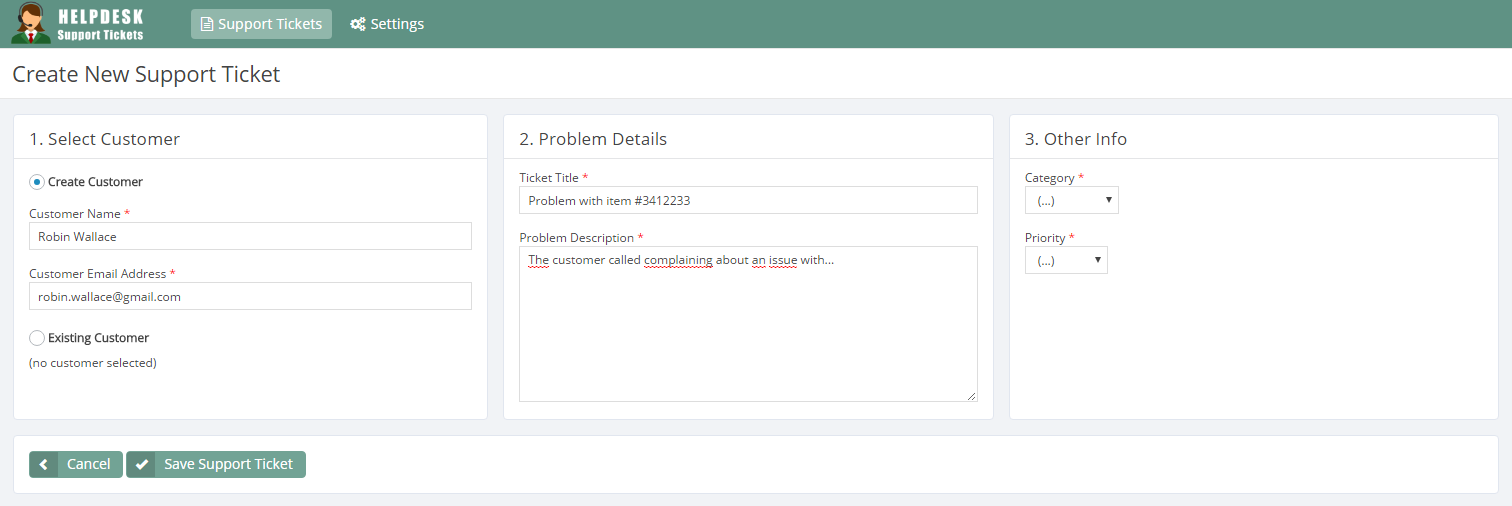 HELPDESK
Support Tickets
Support Tickets
Settings
Create New Support Ticket
1. Select Customer
Create Customer
Customer Name *
Robin Wallace
Customer Email Address *
robin.wallace@gmail.com
Existing Customer
(no customer selected)
2. Problem Details
Ticket Title *
Problem with item #3412233
Problem Description *
The customer called complaining about an issue with...
3. Other Info
Category *
(...)
Priority *
(...)
Cancel
Save Support Ticket